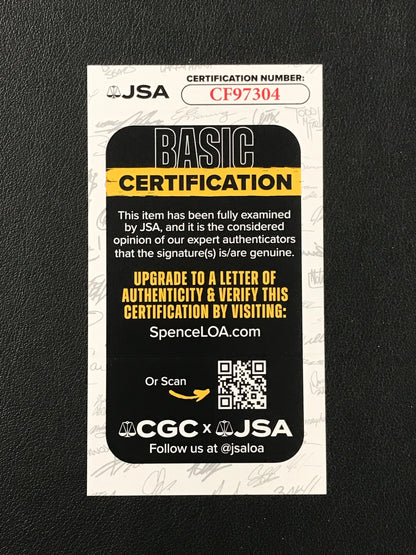 JSA
CERTIFICATION NUMBER:
CF97304
BASIC
CERTIFICATION
This item has been fully examined
by JSA, and it is the considered
opinion of our expert authenticators
that the signature(s) is/are genuine.
UPGRADE TO A LETTER OF
AUTHENTICITY & VERIFY THIS
CERTIFICATION BY VISITING:
SpenceLOA.com
Or Scan
CGC x JSA
Follow us at @jsaloa